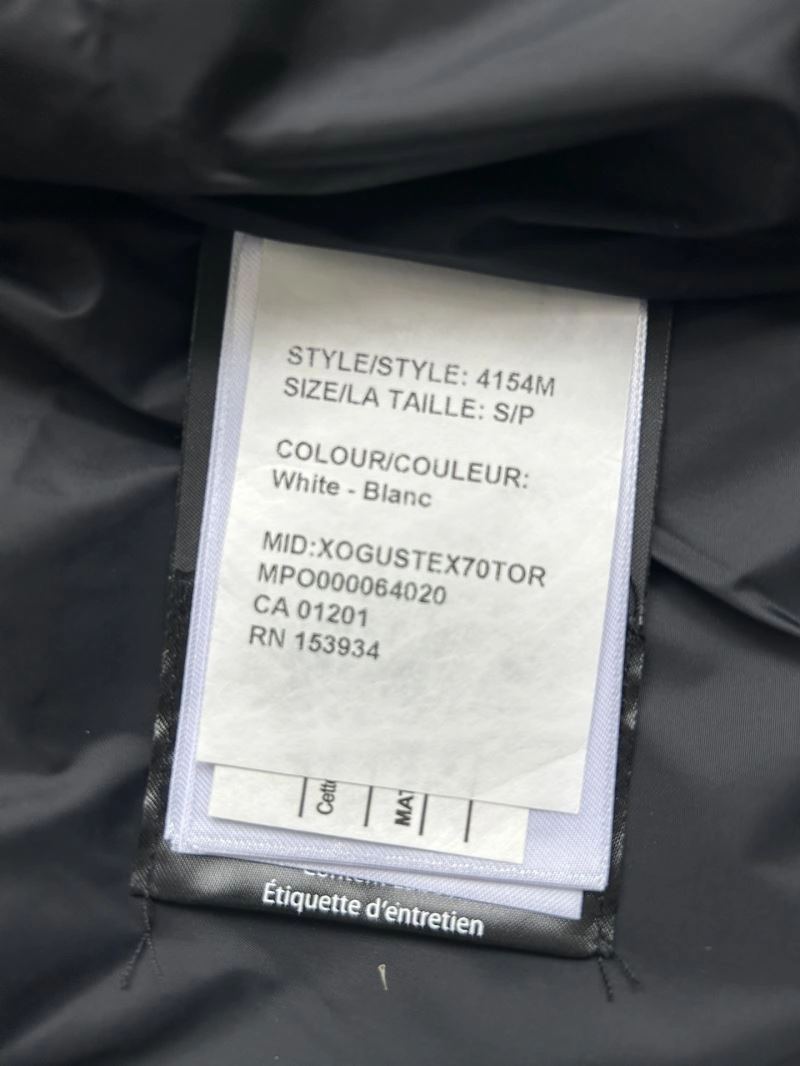 STYLE/STYLE: 4154M
SIZE/LA TAILLE: S/P
COLOUR/COULEUR:
White - Blanc
MID:XOGUSTEX70TOR
MPO000064020
CA 01201
RN 153934
Étiquette d'entretien